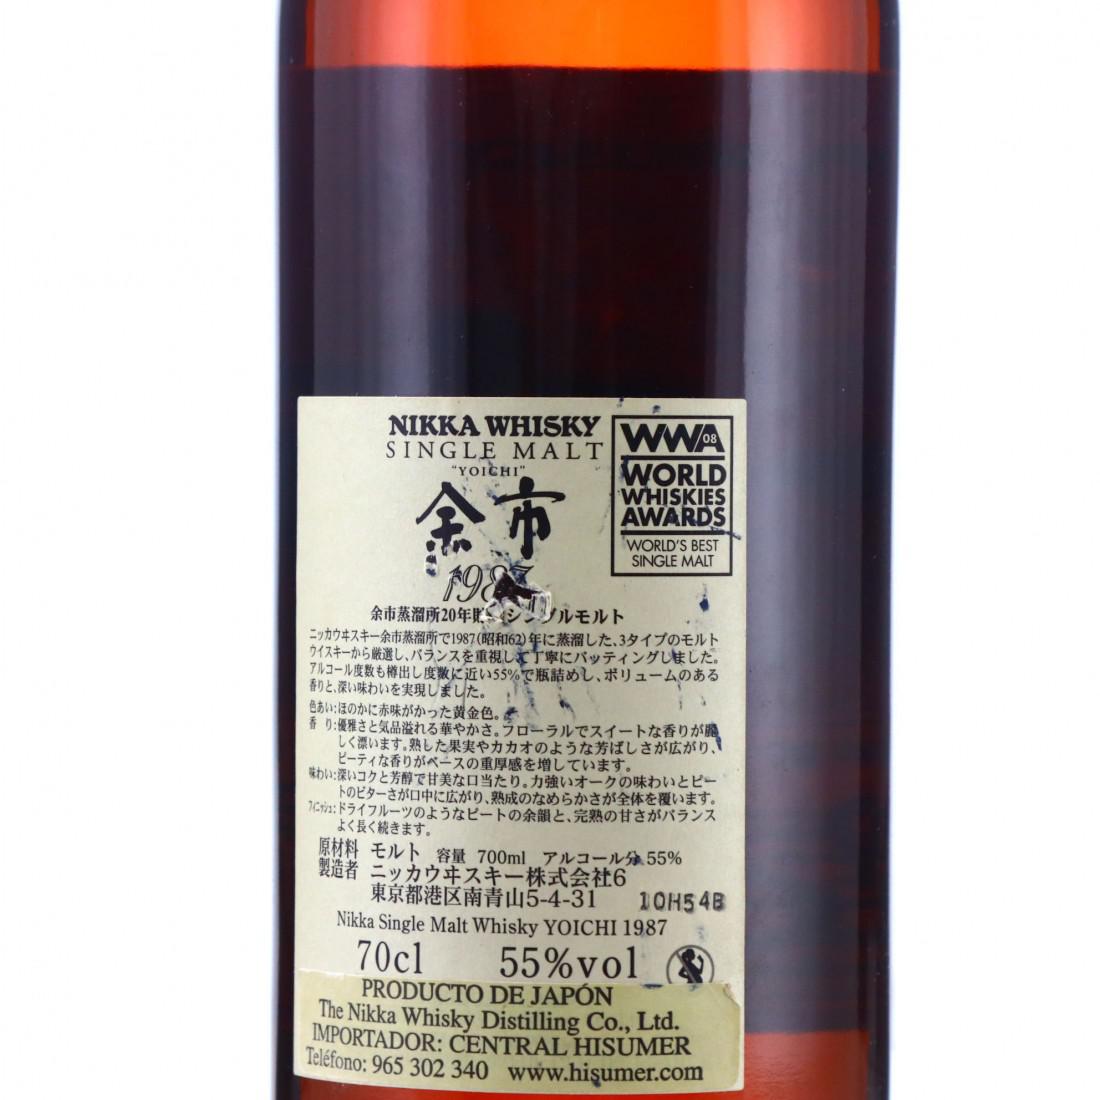 NIKKA WHISKY
SINGLE MALT
"YOICHI"
余市
1987
WWA 08
WORLD
WHISKIES
AWARDS
WORLD'S BEST
SINGLE MALT
余市蒸溜所20年貯 シングルモルト
ニッカウヰスキー余市蒸溜所で1987(昭和62)年に蒸溜した、3タイプのモルト
ウイスキーから厳選し、バランスを重視して丁寧にバッティングしました。
アルコール度数も樽出し度数に近い55%で瓶詰めし、ボリュームのある
香りと、深い味わいを実現しました。
色あい:ほのかに赤味がかった黄金色。
香り:優雅さと気品溢れる華やかさ。フローラルでスイートな香りが麗
しく漂います。熟した果実やカカオのような芳ばしさが広がり、
ピーティな香りがベースの重厚感を増しています。
味わい:深いコクと芳醇で甘美な口当たり。力強いオークの味わいとピー
トのビターさが口中に広がり、熟成のなめらかさが全体を覆います。
フィニッシュ:ドライフルーツのようなピートの余韻と、完熟の甘さがバランス
よく長く続きます。
原材料 モルト 容量 700ml アルコール分 55%
製造者 ニッカウヰスキー株式会社6
東京都港区南青山5-4-31 10H54B
Nikka Single Malt Whisky YOICHI 1987
70cl 55%vol
PRODUCTO DE JAPÓN
The Nikka Whisky Distilling Co., Ltd.
IMPORTADOR: CENTRAL HISUMER
Teléfono: 965 302 340 www.hisumer.com